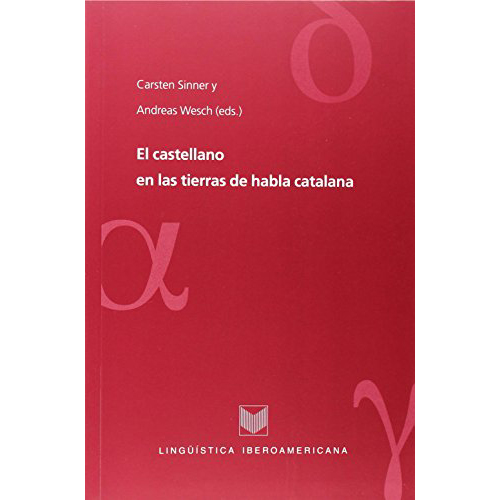 Carsten Sinner y
Andreas Wesch (eds.)
El castellano
en las tierras de habla catalana
δ
α
γ
LINGÜÍSTICA IBEROAMERICANA